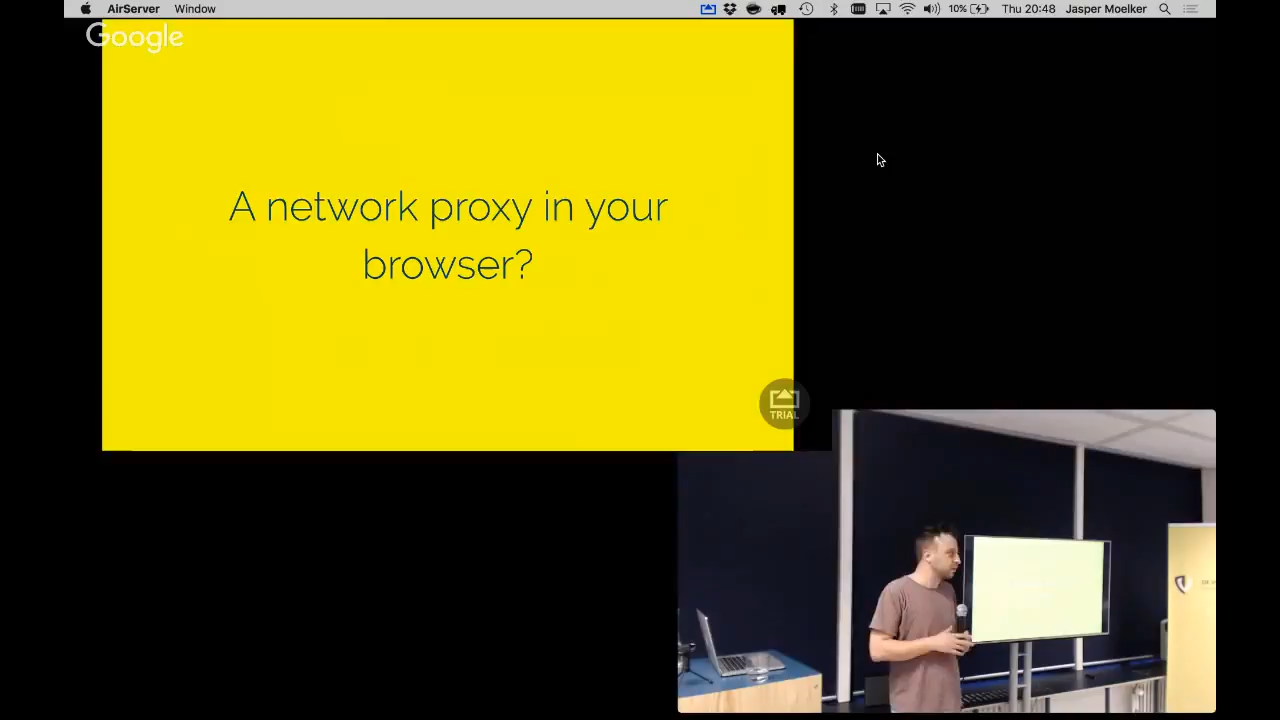 AirServer Window 10% Thu 20:48 Jasper Moelker
Google
A network proxy in your
browser?
TRIAL